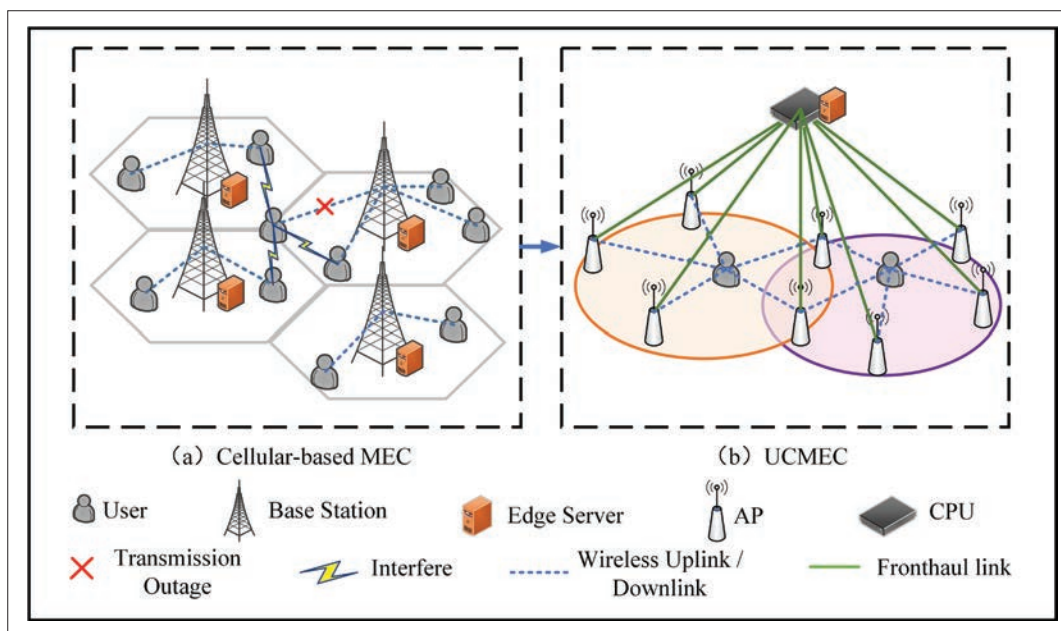 (a) Cellular-based MEC
(b) UCMEC
User
Base Station
Edge Server
AP
CPU
Transmission
Outage
Interfere
Wireless Uplink /
Downlink
Fronthaul link